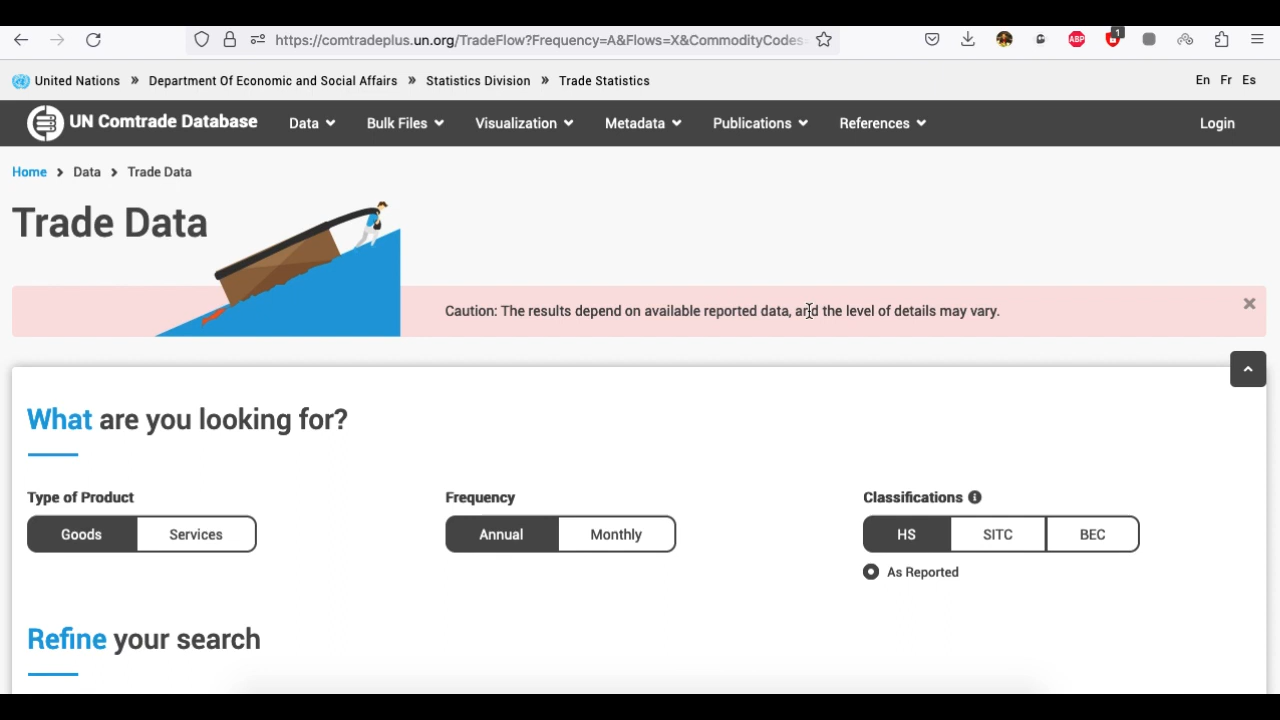 https://comtradeplus.un.org/TradeFlow?Frequency=A&Flows=X&CommodityCodes=
ABP
1
United Nations » Department Of Economic and Social Affairs » Statistics Division » Trade Statistics
En Fr Es
UN Comtrade Database Data Bulk Files Visualization Metadata Publications References Login
Home > Data > Trade Data
Trade Data
Caution: The results depend on available reported data, and the level of details may vary.
What are you looking for?
Type of Product Frequency Classifications
Goods Services Annual Monthly HS SITC BEC
As Reported
Refine your search